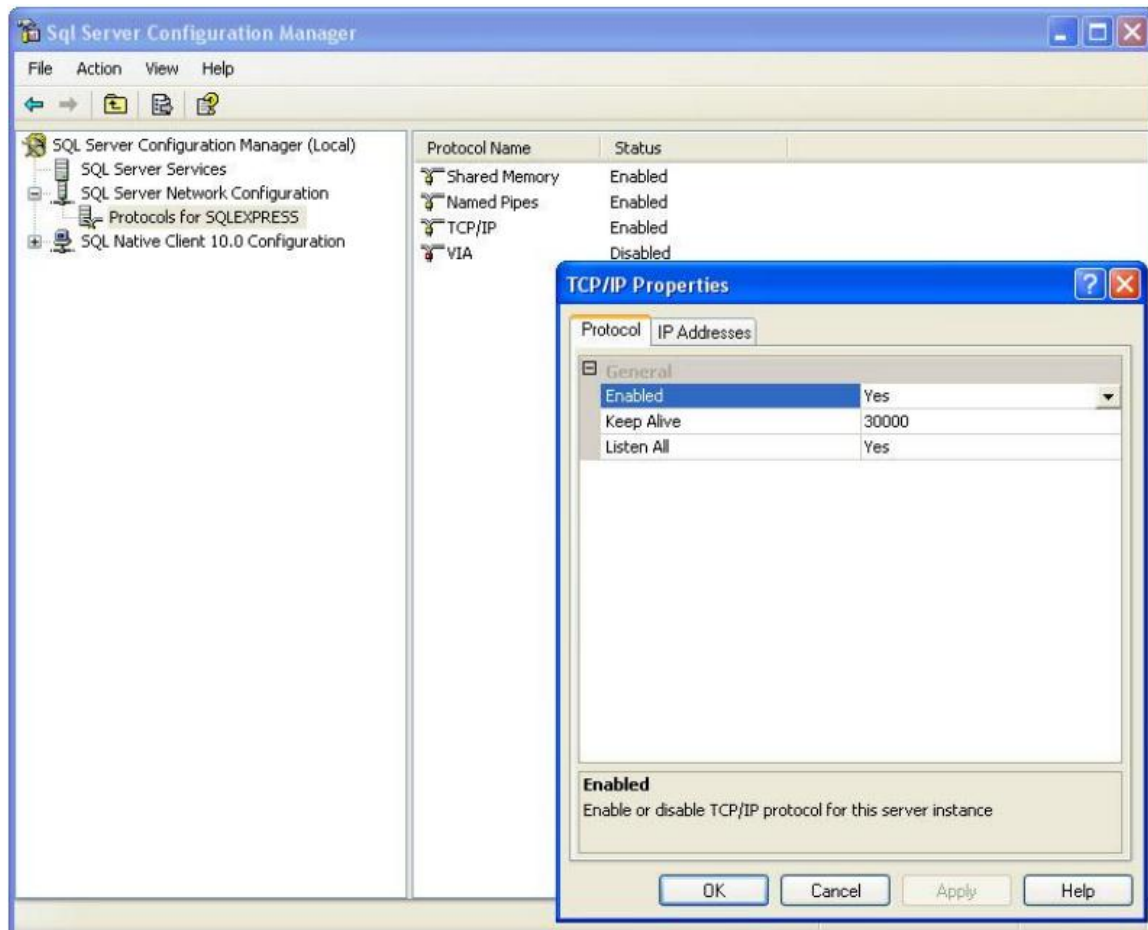 Sql Server Configuration Manager
File Action View Help
SQL Server Configuration Manager (Local)
SQL Server Services
SQL Server Network Configuration
Protocols for SQLEXPRESS
SQL Native Client 10.0 Configuration
Protocol Name Status
Shared Memory Enabled
Named Pipes Enabled
TCP/IP Enabled
VIA Disabled
TCP/IP Properties
Protocol IP Addresses
General
Enabled Yes
Keep Alive 30000
Listen All Yes
Enabled
Enable or disable TCP/IP protocol for this server instance
OK Cancel Apply Help